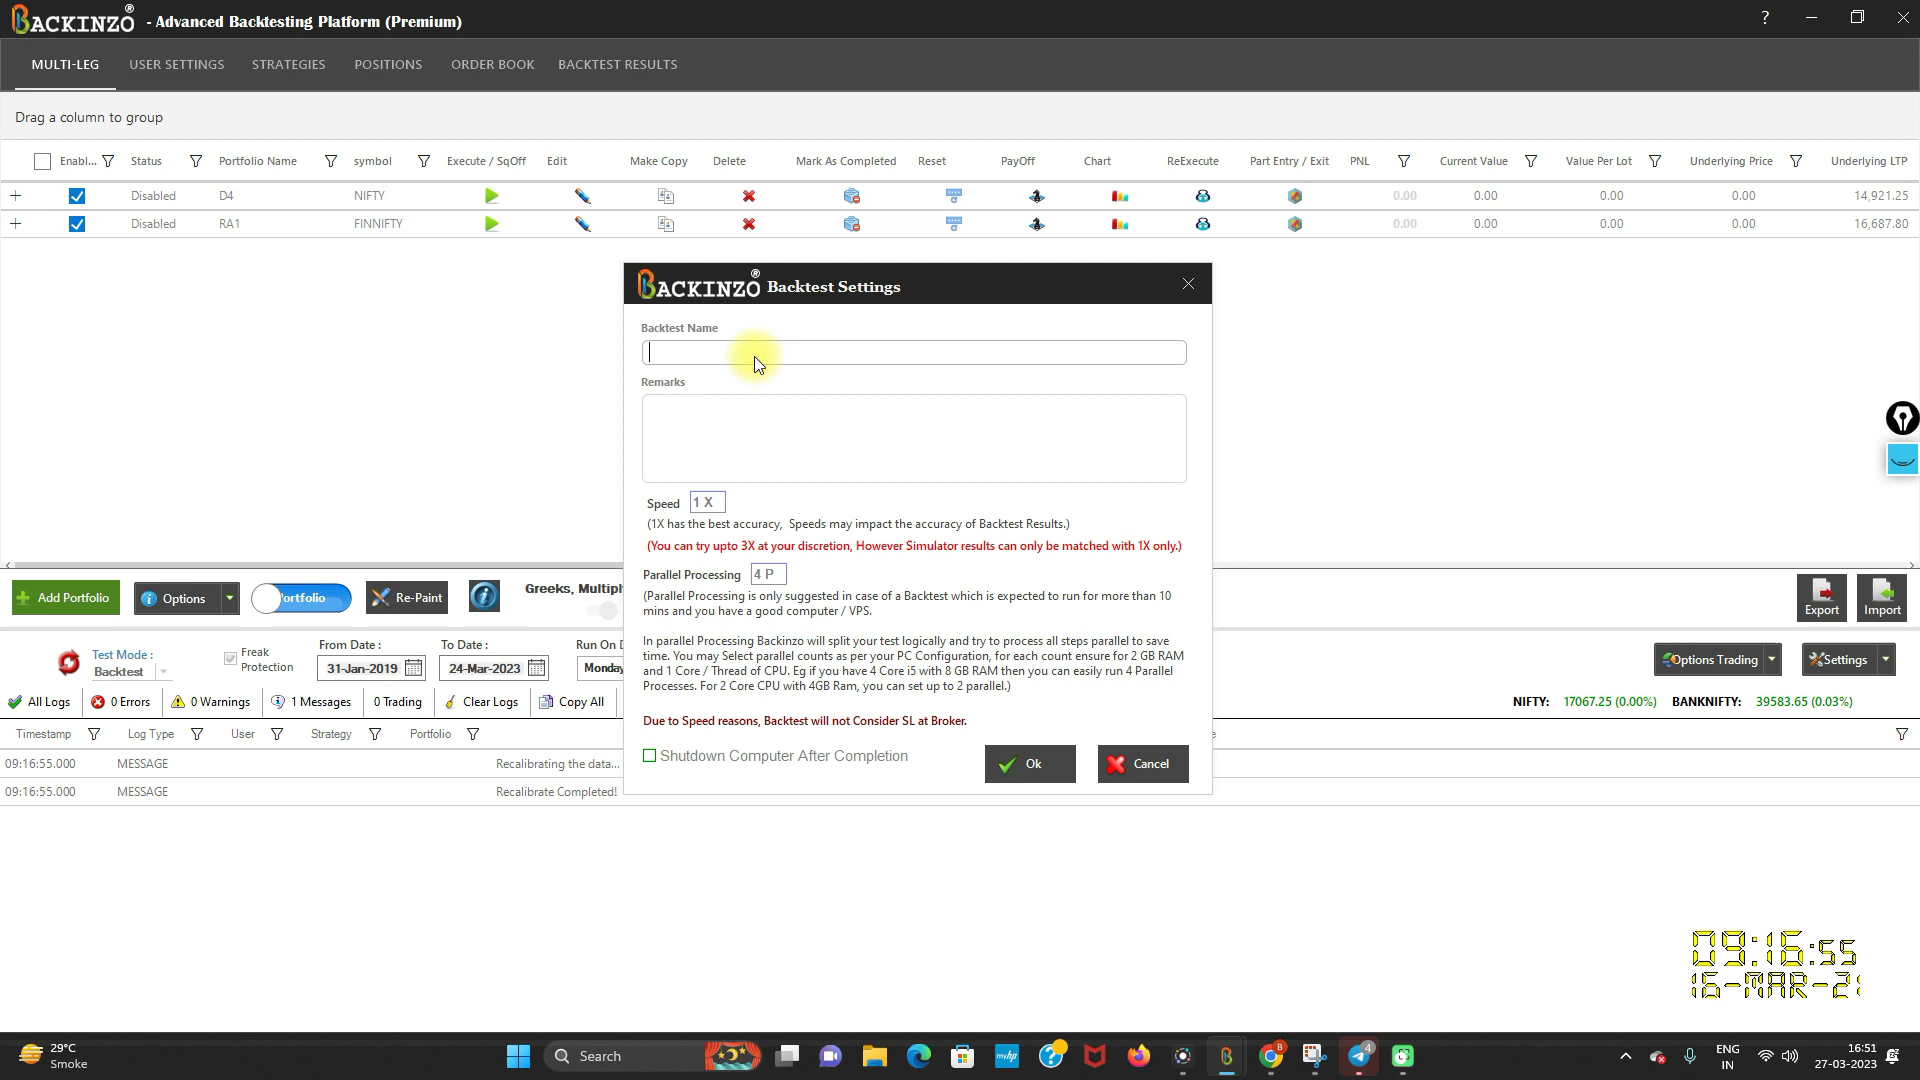 BACKINZO® - Advanced Backtesting Platform (Premium)
?
MULTI-LEG USER SETTINGS STRATEGIES POSITIONS ORDER BOOK BACKTEST RESULTS
Drag a column to group
Enabl... Status Portfolio Name symbol Execute / SqOff Edit Make Copy Delete Mark As Completed Reset PayOff Chart ReExecute Part Entry / Exit PNL Current Value Value Per Lot Underlying Price Underlying LTP
Disabled D4 NIFTY 0.00 0.00 0.00 0.00 14,921.25
Disabled RA1 FINNIFTY 0.00 0.00 0.00 0.00 16,687.80
BACKINZO® Backtest Settings
Backtest Name
Remarks
Speed 1 X
(1X has the best accuracy, Speeds may impact the accuracy of Backtest Results.)
(You can try upto 3X at your discretion, However Simulator results can only be matched with 1X only.)
Parallel Processing 4 P
(Parallel Processing is only suggested in case of a Backtest which is expected to run for more than 10
mins and you have a good computer / VPS.
In parallel Processing Backinzo will split your test logically and try to process all steps parallel to save
time. You may Select parallel counts as per your PC Configuration, for each count ensure for 2 GB RAM
and 1 Core / Thread of CPU. Eg if you have 4 Core i5 with 8 GB RAM then you can easily run 4 Parallel
Processes. For 2 Core CPU with 4GB Ram, you can set up to 2 parallel.)
Due to Speed reasons, Backtest will not Consider SL at Broker.
Shutdown Computer After Completion Ok Cancel
Add Portfolio Options ortfolio Re-Paint Greeks, Multipl Export Import
Test Mode :
Backtest
Freak
Protection
From Date :
31-Jan-2019
To Date :
24-Mar-2023
Run On D
Monday
Options Trading Settings
All Logs 0 Errors 0 Warnings 1 Messages 0 Trading Clear Logs Copy All NIFTY: 17067.25 (0.00%) BANKNIFTY: 39583.65 (0.03%)
Timestamp Log Type User Strategy Portfolio e
09:16:55.000 MESSAGE Recalibrating the data...
09:16:55.000 MESSAGE Recalibrate Completed!
09:16:55
16-MAR-2
29°C
Smoke
Search
myhp
B
4
ENG
IN
16:51
27-03-2023